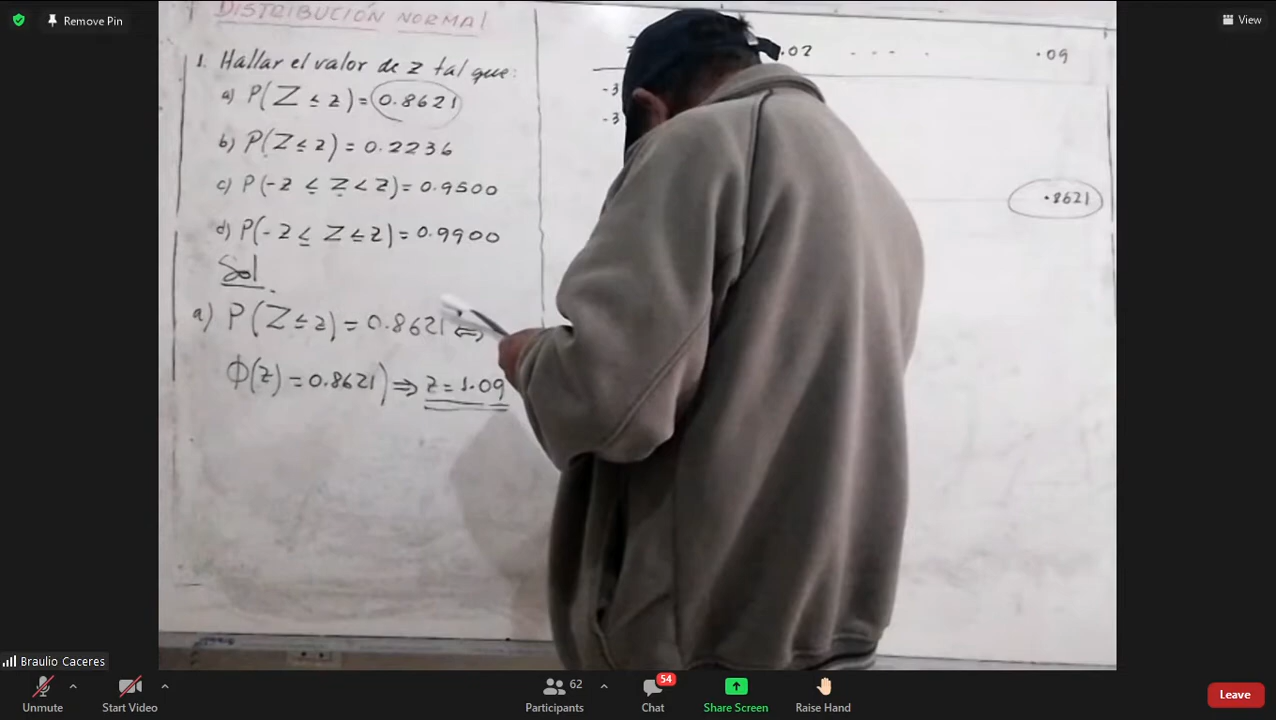 Remove Pin
View
DISTRIBUCIÓN NORMAL
1. Hallar el valor de z tal que:
a) P(Z ≤ z) = 0.8621
b) P(Z ≤ z) = 0.2236
c) P(-z ≤ Z < z) = 0.9500
d) P(-z ≤ Z ≤ z) = 0.9900
Sol
a) P(Z ≤ z) = 0.8621 ⇔
Φ(z) = 0.8621) ⇒ z = 1.09
.02 - - - . .09
-3
-3
.8621
Braulio Caceres
Unmute
Start Video
62
Participants
54
Chat
Share Screen
Raise Hand
Leave